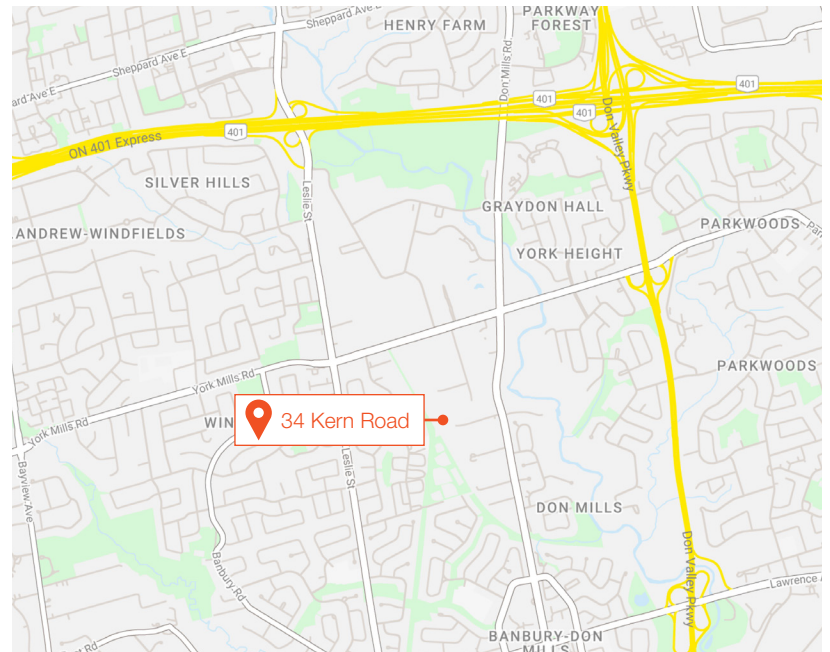 PARKWAY
FOREST
HENRY FARM
Sheppard Ave E
Sheppard Ave E
ard Ave E
Don Mills Rd
401
401
401
401
ON 401 Express
Don Valley Pkwy
SILVER HILLS
Leslie St
GRAYDON HALL
PARKWOODS
ANDREW-WINDFIELDS
YORK HEIGHT
York Mills Rd
PARKWOODS
WIN
34 Kern Road
York Mills Rd
Leslie St
Bayview Ave
DON MILLS
Don Valley Pkwy
Banbury Rd
Lawrence A
BANBURY-DON
MILLS